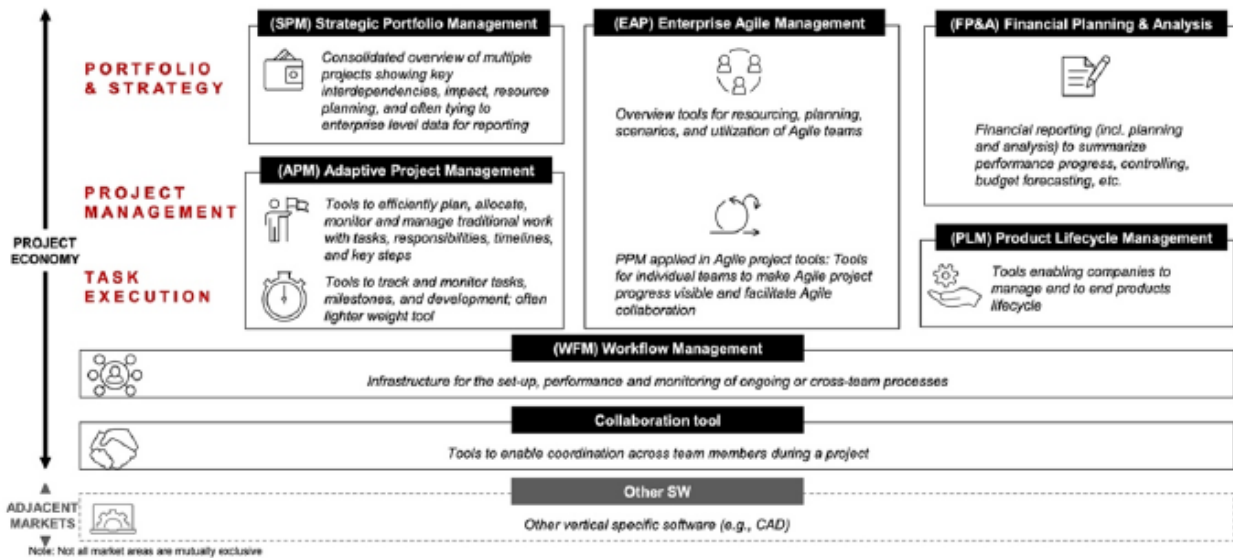 (SPM) Strategic Portfolio Management
Consolidated overview of multiple
projects showing key
interdependencies, impact, resource
planning, and often tying to
enterprise level data for reporting
(EAP) Enterprise Agile Management
Overview tools for resourcing, planning,
scenarios, and utilization of Agile teams
PPM applied in Agile project tools: Tools
for individual teams to make Agile project
progress visible and facilitate Agile
collaboration
(FP&A) Financial Planning & Analysis
Financial reporting (incl. planning
and analysis) to summarize
performance progress, controlling,
budget forecasting, etc.
PORTFOLIO
& STRATEGY
PROJECT
MANAGEMENT
TASK
EXECUTION
PROJECT
ECONOMY
(APM) Adaptive Project Management
Tools to efficiently plan, allocate,
monitor and manage traditional work
with tasks, responsibilities, timelines,
and key steps
Tools to track and monitor tasks,
milestones, and development; often
lighter weight tool
(PLM) Product Lifecycle Management
Tools enabling companies to
manage end to end products
lifecycle
(WFM) Workflow Management
Infrastructure for the set-up, performance and monitoring of ongoing or cross-team processes
Collaboration tool
Tools to enable coordination across team members during a project
ADJACENT
MARKETS
Other SW
Other vertical specific software (e.g., CAD)
Note: Not all market areas are mutually exclusive